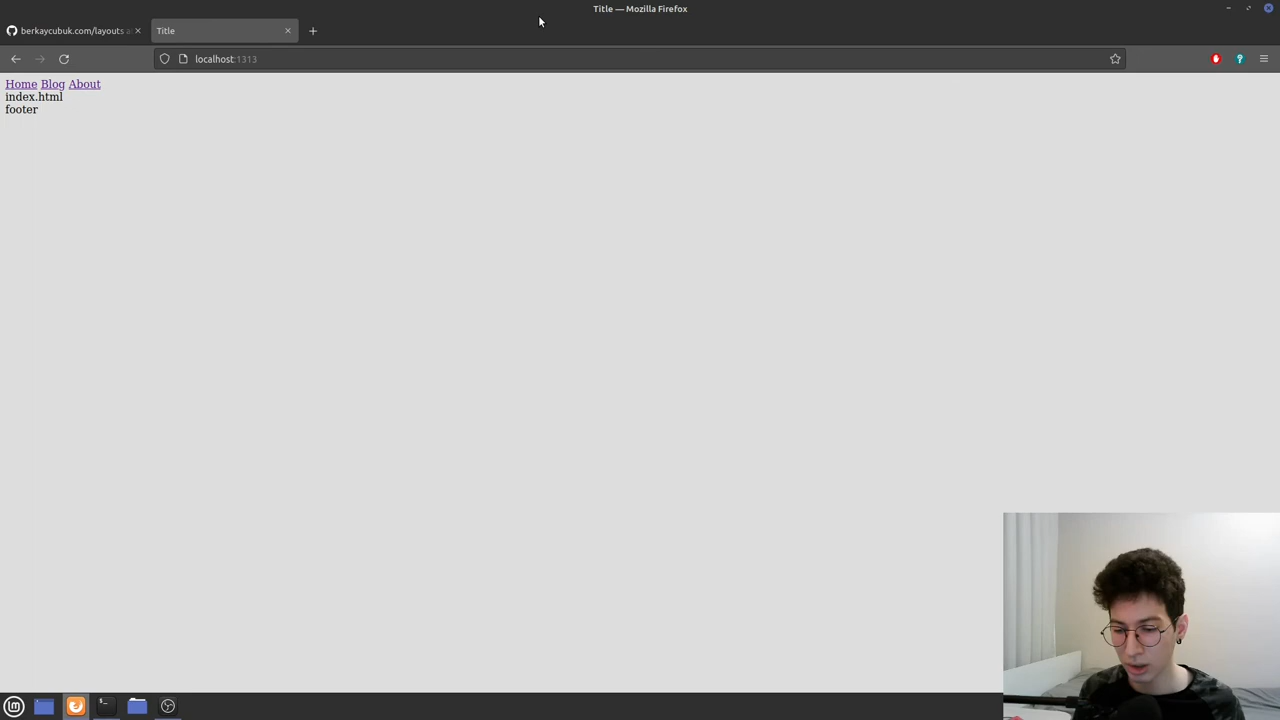 Title — Mozilla Firefox
berkaycubuk.com/layouts a
Title
localhost:1313
Home Blog About
index.html
footer